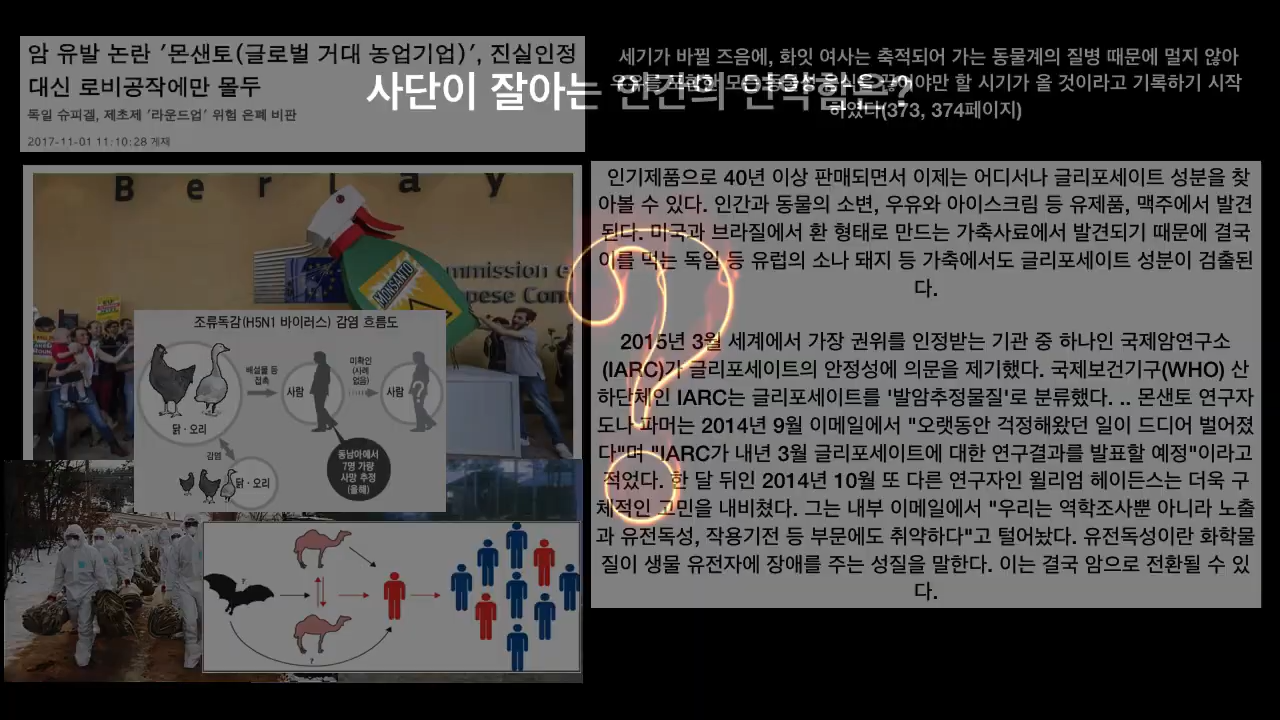 암 유발 논란 '몬샌토(글로벌 거대 농업기업)', 진실인정
대신 로비공작에만 몰두
독일 슈피겔, 제초제 '라운드업' 위험 은폐 비판
2017-11-01 11:10:28 게재
사단이 잘아는 인간의 연약함은?
세기가 바뀔 즈음에, 화잇 여사는 축적되어 가는 동물계의 질병 때문에 멀지 않아
할 시기가 올 것이라고 기록하기 시작
하였다(373, 374페이지)
B e r l a y
mmission e
pese Com
MONSANTO
조류독감(H5N1 바이러스) 감염 흐름도
배설물 등
접촉
미확인
(사례
없음)
사람
사람
?
닭·오리
감염
닭·오리
동남아에서
7명 가량
사망 추정
(올해)
?
?
인기제품으로 40년 이상 판매되면서 이제는 어디서나 글리포세이트 성분을 찾
아볼 수 있다. 인간과 동물의 소변, 우유와 아이스크림 등 유제품, 맥주에서 발견
된다. 미국과 브라질에서 환 형태로 만드는 가축사료에서 발견되기 때문에 결국
이를 먹는 독일 등 유럽의 소나 돼지 등 가축에서도 글리포세이트 성분이 검출된
다.
2015년 3월 세계에서 가장 권위를 인정받는 기관 중 하나인 국제암연구소
(IARC)가 글리포세이트의 안정성에 의문을 제기했다. 국제보건기구(WHO) 산
하단체인 IARC는 글리포세이트를 '발암추정물질'로 분류했다. .. 몬샌토 연구자
도나 파머는 2014년 9월 이메일에서 "오랫동안 걱정해왔던 일이 드디어 벌어졌
다"며 "IARC가 내년 3월 글리포세이트에 대한 연구결과를 발표할 예정"이라고
적었다. 한 달 뒤인 2014년 10월 또 다른 연구자인 윌리엄 헤이든스는 더욱 구
체적인 고민을 내비쳤다. 그는 내부 이메일에서 "우리는 역학조사뿐 아니라 노출
과 유전독성, 작용기전 등 부문에도 취약하다"고 털어놨다. 유전독성이란 화학물
질이 생물 유전자에 장애를 주는 성질을 말한다. 이는 결국 암으로 전환될 수 있
다.